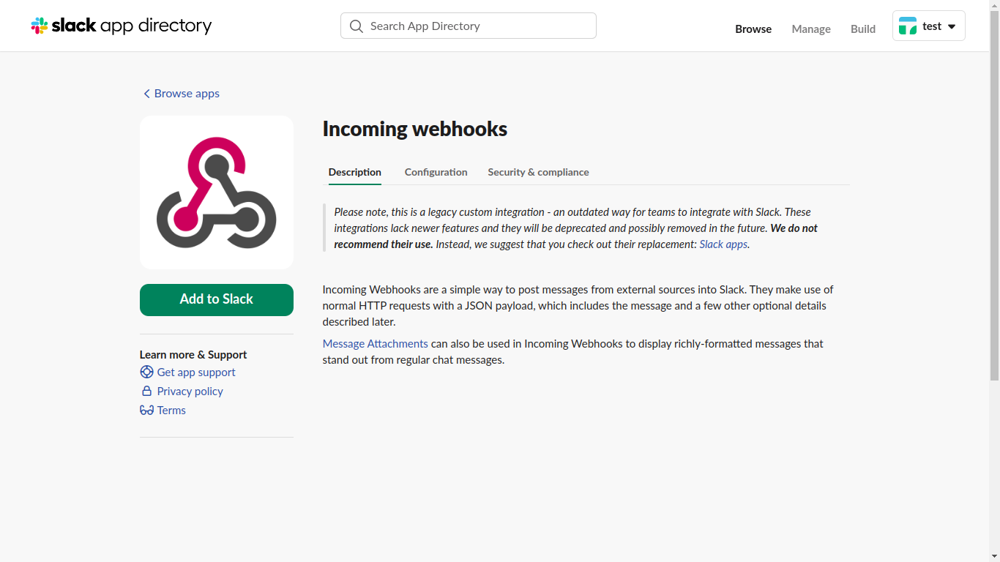 slack app directory
Search App Directory
Browse
Manage
Build
test
Browse apps
Incoming webhooks
Description
Configuration
Security & compliance
Please note, this is a legacy custom integration - an outdated way for teams to integrate with Slack. These
integrations lack newer features and they will be deprecated and possibly removed in the future. We do not
recommend their use. Instead, we suggest that you check out their replacement: Slack apps.
Add to Slack
Incoming Webhooks are a simple way to post messages from external sources into Slack. They make use of
normal HTTP requests with a JSON payload, which includes the message and a few other optional details
described later.
Message Attachments can also be used in Incoming Webhooks to display richly-formatted messages that
stand out from regular chat messages.
Learn more & Support
Get app support
Privacy policy
Terms